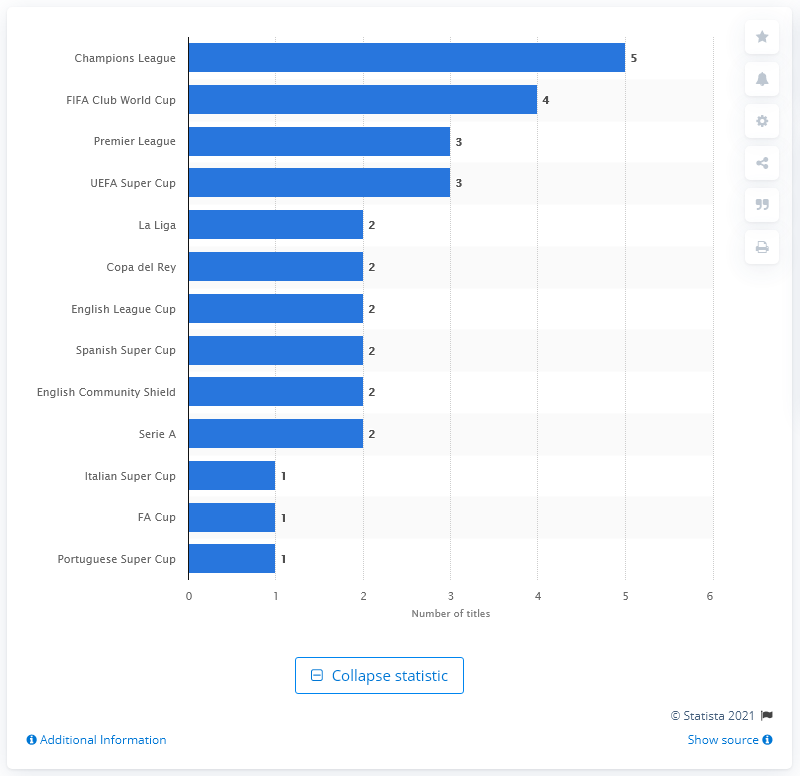 Champions League 5
FIFA Club World Cup 4
Premier League 3
UEFA Super Cup 3
La Liga 2
Copa del Rey 2
English League Cup 2
Spanish Super Cup 2
English Community Shield 2
Serie A 2
Italian Super Cup 1
FA Cup 1
Portuguese Super Cup 1
0 1 2 3 4 5 6
Number of titles
Collapse statistic
© Statista 2021
Additional Information Show source